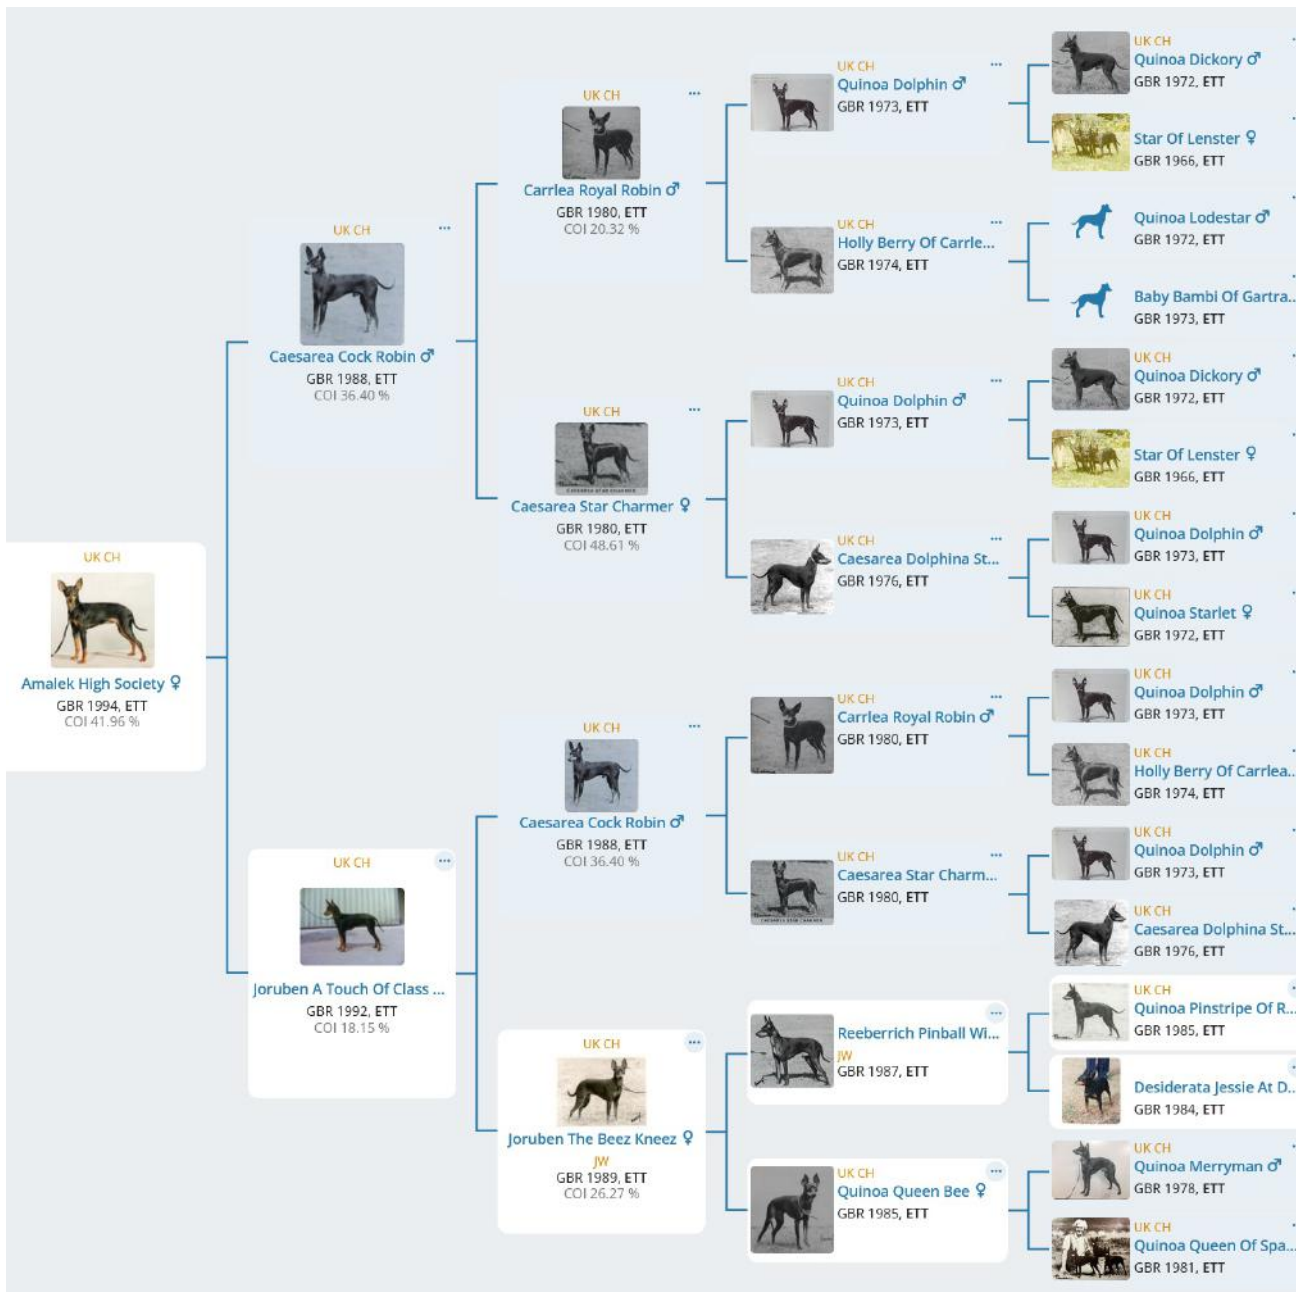 UK CH
Amalek High Society ♀
GBR 1994, ETT
COI 41.96 %
UK CH
Caesarea Cock Robin ♂
GBR 1988, ETT
COI 36.40 %
UK CH
Joruben A Touch Of Class ...
GBR 1992, ETT
COI 18.15 %
UK CH
Carrlea Royal Robin ♂
GBR 1980, ETT
COI 20.32 %
UK CH
CAESAREA STAR CHARMER
Caesarea Star Charmer ♀
GBR 1980, ETT
COI 48.61 %
UK CH
Caesarea Cock Robin ♂
GBR 1988, ETT
COI 36.40 %
UK CH
Joruben The Beez Kneez ♀
JW
GBR 1989, ETT
COI 26.27 %
UK CH
Quinoa Dolphin ♂
GBR 1973, ETT
UK CH
Holly Berry Of Carrle...
GBR 1974, ETT
UK CH
Quinoa Dolphin ♂
GBR 1973, ETT
UK CH
Caesarea Dolphina St...
GBR 1976, ETT
UK CH
Carrlea Royal Robin ♂
GBR 1980, ETT
UK CH
Caesarea Star Charm...
GBR 1980, ETT
CAESAREA STAR CHARMER
Reeberrich Pinball Wi...
JW
GBR 1987, ETT
UK CH
Quinoa Queen Bee ♀
GBR 1985, ETT
UK CH
Quinoa Dickory ♂
GBR 1972, ETT
Star Of Lenster ♀
GBR 1966, ETT
Quinoa Lodestar ♂
GBR 1972, ETT
Baby Bambi Of Gartra...
GBR 1973, ETT
UK CH
Quinoa Dickory ♂
GBR 1972, ETT
Star Of Lenster ♀
GBR 1966, ETT
UK CH
Quinoa Dolphin ♂
GBR 1973, ETT
UK CH
Quinoa Starlet ♀
GBR 1972, ETT
UK CH
Quinoa Dolphin ♂
GBR 1973, ETT
UK CH
Holly Berry Of Carrlea...
GBR 1974, ETT
UK CH
Quinoa Dolphin ♂
GBR 1973, ETT
UK CH
Caesarea Dolphina St...
GBR 1976, ETT
UK CH
Quinoa Pinstripe Of R...
GBR 1985, ETT
Desiderata Jessie At D...
GBR 1984, ETT
UK CH
Quinoa Merryman ♂
GBR 1978, ETT
UK CH
Quinoa Queen Of Spa...
GBR 1981, ETT